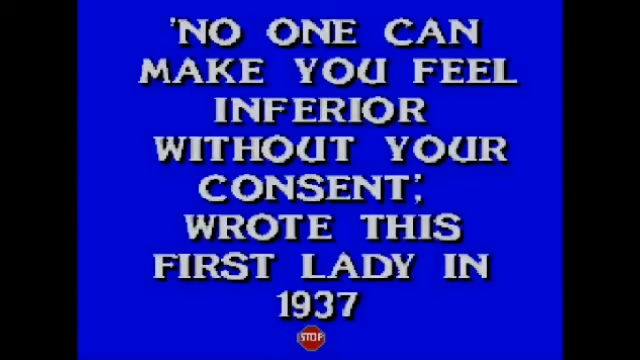 'NO ONE CAN
MAKE YOU FEEL
INFERIOR
WITHOUT YOUR
CONSENT,'
WROTE THIS
FIRST LADY IN
1937
STOP